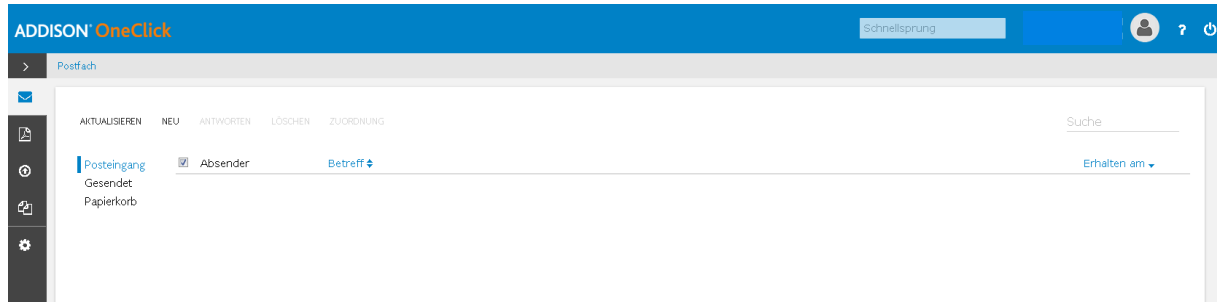 ADDISON OneClick
Schnellsprung
?
Postfach
AKTUALISIEREN NEU ANTWORTEN LÖSCHEN ZUORDNUNG
Suche
Posteingang Absender Betreff Erhalten am
Gesendet
Papierkorb